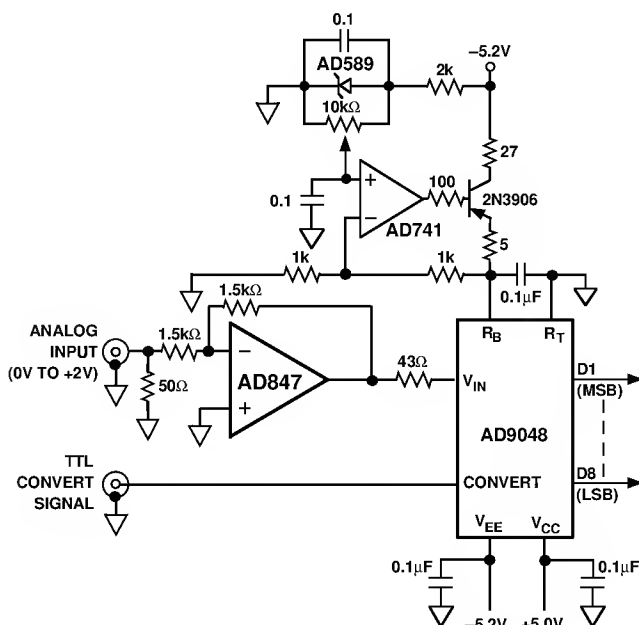 0.1
–5.2V
AD589
2k
10kΩ
27
100
2N3906
0.1
+
–
AD741
5
1k
1k
0.1μF
1.5kΩ
1.5kΩ
ANALOG
INPUT
(0V TO +2V)
50Ω
–
+
AD847
43Ω
RB
RT
VIN
AD9048
D1
(MSB)
TTL
CONVERT
SIGNAL
CONVERT
D8
(LSB)
VEE
VCC
0.1μF
0.1μF
–5.2V
+5.0V